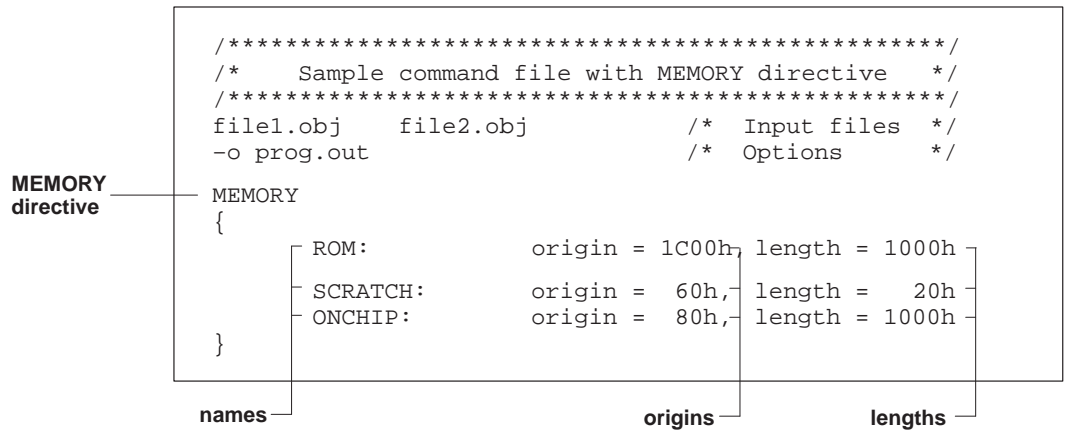 /**************************************************/
/*    Sample command file with MEMORY directive   */
/**************************************************/
file1.obj    file2.obj           /*  Input files  */
–o prog.out                      /*  Options      */
MEMORY directive
MEMORY
{
ROM:           origin = 1C00h, length = 1000h
SCRATCH:       origin =   60h, length =   20h
ONCHIP:        origin =   80h, length = 1000h
}
names origins lengths